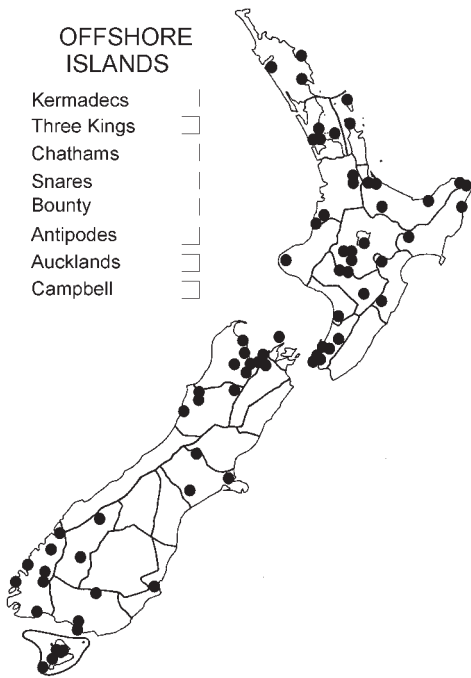 OFFSHORE
ISLANDS
Kermadecs
Three Kings
Chathams
Snares
Bounty
Antipodes
Aucklands
Campbell